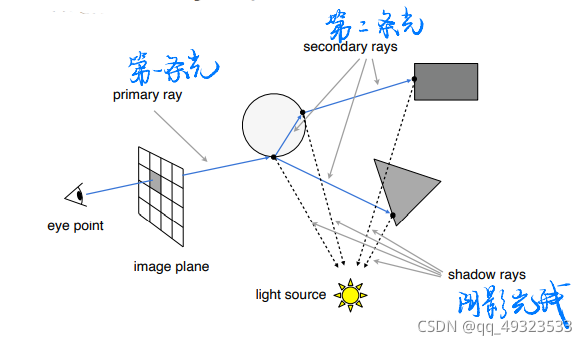 第二条光
secondary rays
第一条光
primary ray
eye point
image plane
light source
shadow rays
阴影光线
CSDN @qq_49323533